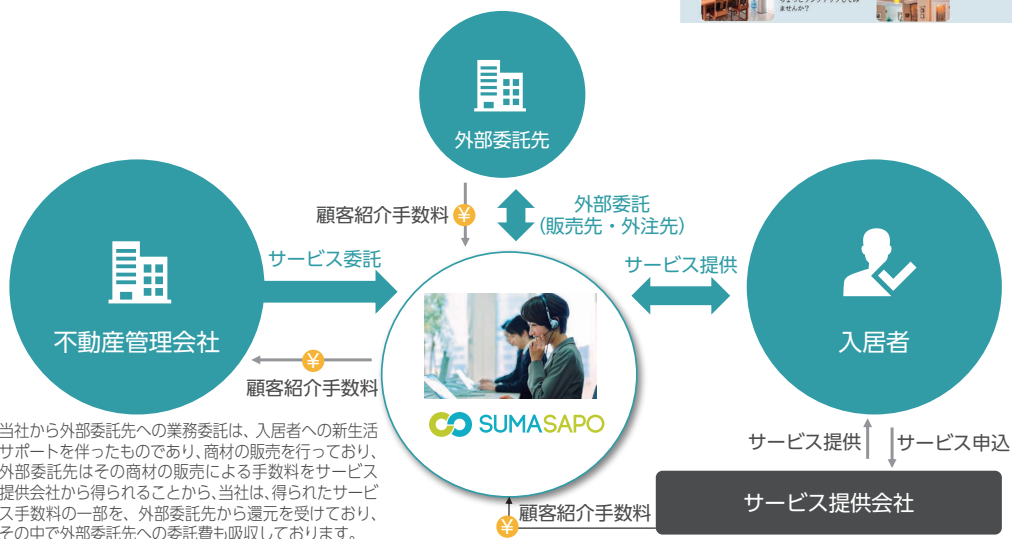 ませんか?
外部委託先
顧客紹介手数料
¥
外部委託
(販売先・外注先)
サービス委託
サービス提供
不動産管理会社
入居者
¥
顧客紹介手数料
SUMASAPO
当社から外部委託先への業務委託は、入居者への新生活
サポートを伴ったものであり、商材の販売を行っており、
外部委託先はその商材の販売による手数料をサービス
提供会社から得られることから、当社は、得られたサービ
ス手数料の一部を、外部委託先から還元を受けており、
その中で外部委託先への委託費も吸収しております。
サービス提供
サービス申込
サービス提供会社
顧客紹介手数料
¥